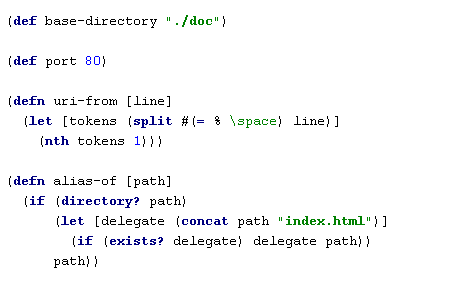 (def base-directory "./doc")
(def port 80)
(defn uri-from [line]
  (let [tokens (split #(= % \space) line)]
    (nth tokens 1)))
(defn alias-of [path]
  (if (directory? path)
      (let [delegate (concat path "index.html")]
        (if (exists? delegate) delegate path))
      path))